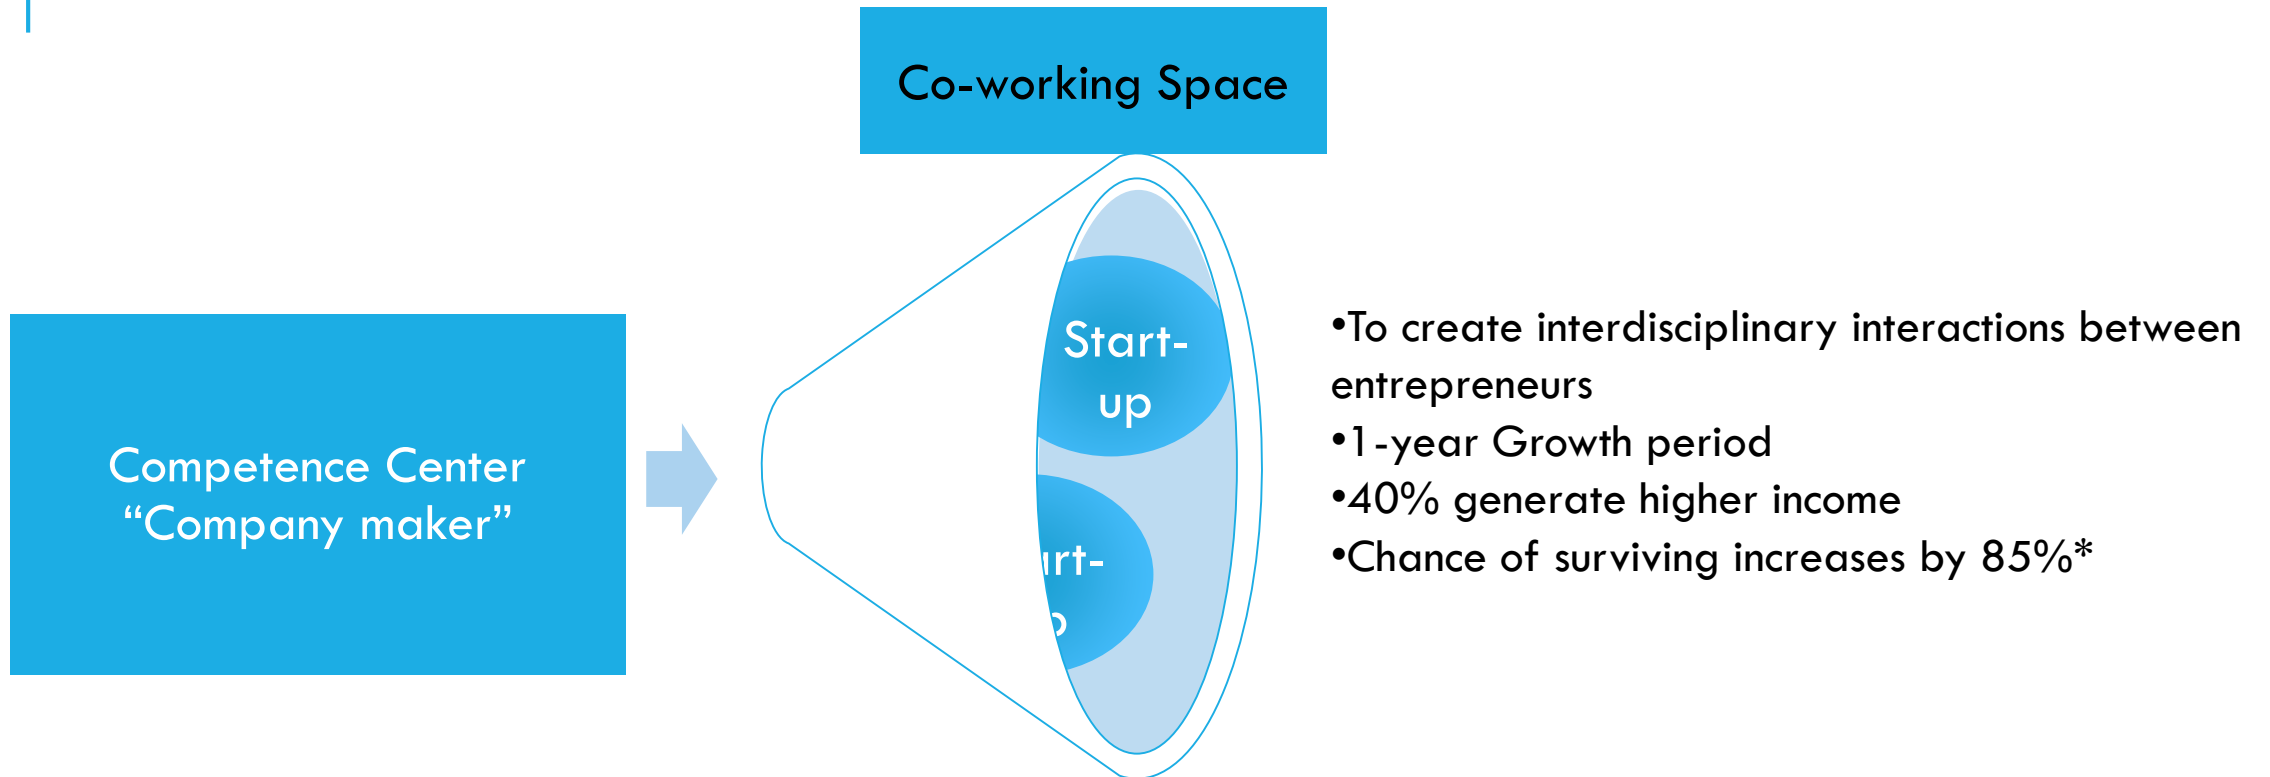 Co-working Space
Competence Center
“Company maker”
Start-
up
•To create interdisciplinary interactions between
entrepreneurs
•1-year Growth period
•40% generate higher income
•Chance of surviving increases by 85%*